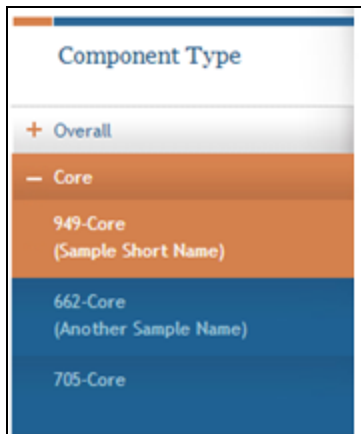 Component Type
+ Overall
– Core
949-Core
(Sample Short Name)
662-Core
(Another Sample Name)
705-Core